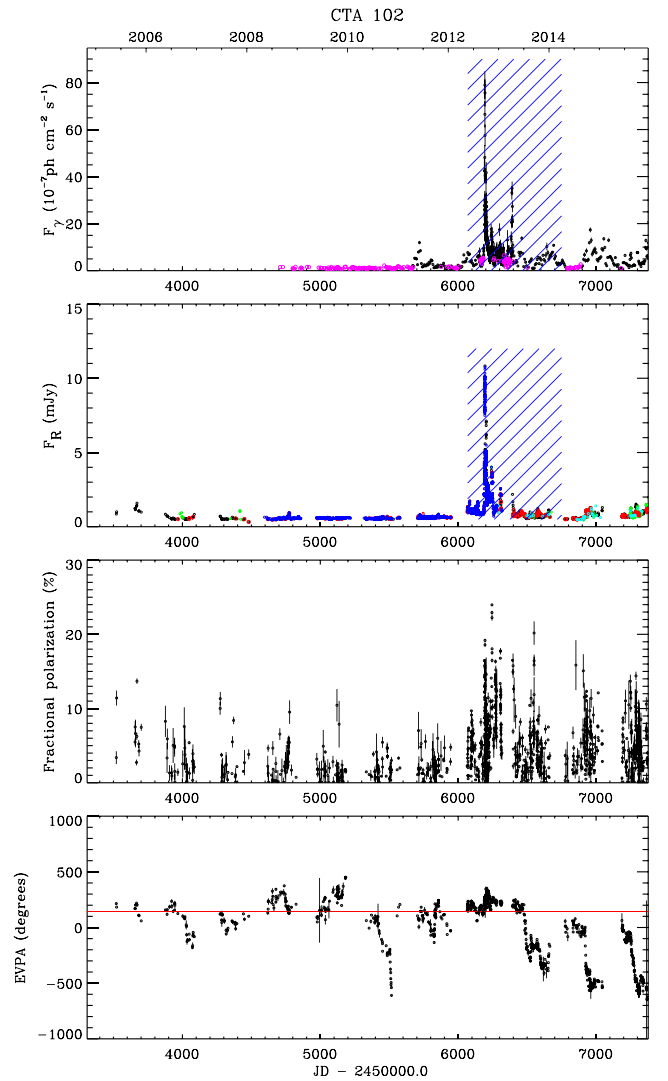 CTA 102
2006 2008 2010 2012 2014
F_γ (10⁻⁷ph cm⁻² s⁻¹)
80
60
40
20
0
4000 5000 6000 7000
F_R (mJy)
15
10
5
0
4000 5000 6000 7000
Fractional polarization (%)
30
20
10
0
4000 5000 6000 7000
EVPA (degrees)
1000
500
0
−500
−1000
4000 5000 6000 7000
JD − 2450000.0